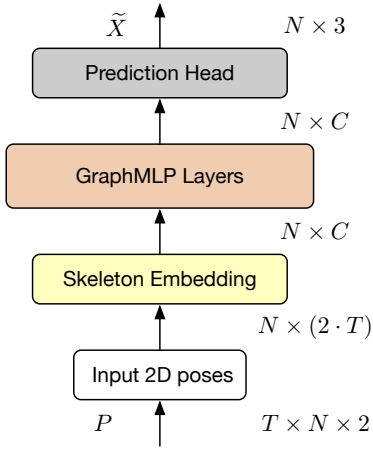 X̃ N × 3
Prediction Head
N × C
GraphMLP Layers
N × C
Skeleton Embedding
N × (2 · T)
Input 2D poses
P T × N × 2